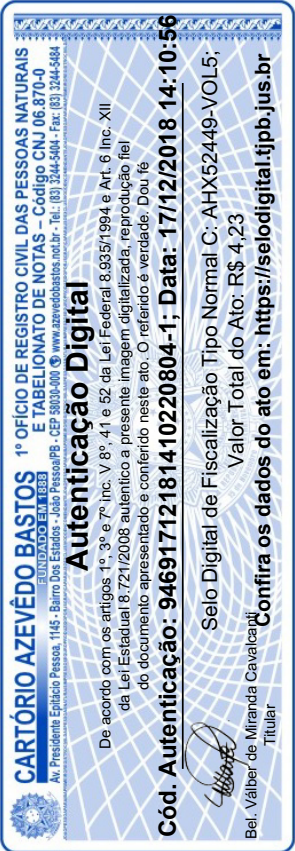 CARTÓRIO AZEVÊDO BASTOS
FUNDADO EM 1888
1º OFÍCIO DE REGISTRO CIVIL DAS PESSOAS NATURAIS
E TABELIONATO DE NOTAS – Código CNJ 06.870-0
Av. Presidente Epitácio Pessoa, 1145 - Bairro Dos Estados - João Pessoa/PB - CEP 58030-000 www.azevedobastos.not.br - Tel.: (83) 3244-5404 - Fax: (83) 3244-5484
Autenticação Digital
De acordo com os artigos 1º, 3º e 7º inc. V 8º, 41 e 52 da Lei Federal 8.935/1994 e Art. 6 Inc. XII
da Lei Estadual 8.721/2008 autentico a presente imagem digitalizada, reprodução fiel
do documento apresentado e conferido neste ato. O referido é verdade. Dou fé
Cód. Autenticação: 94691712181410220804-1; Data: 17/12/2018 14:10:56
Selo Digital de Fiscalização Tipo Normal C: AHX52449-VOL5;
Valor Total do Ato: R$ 4,23
Bel. Válber de Miranda Cavalcanti
Titular
Confira os dados do ato em: https://selodigital.tjpb.jus.br